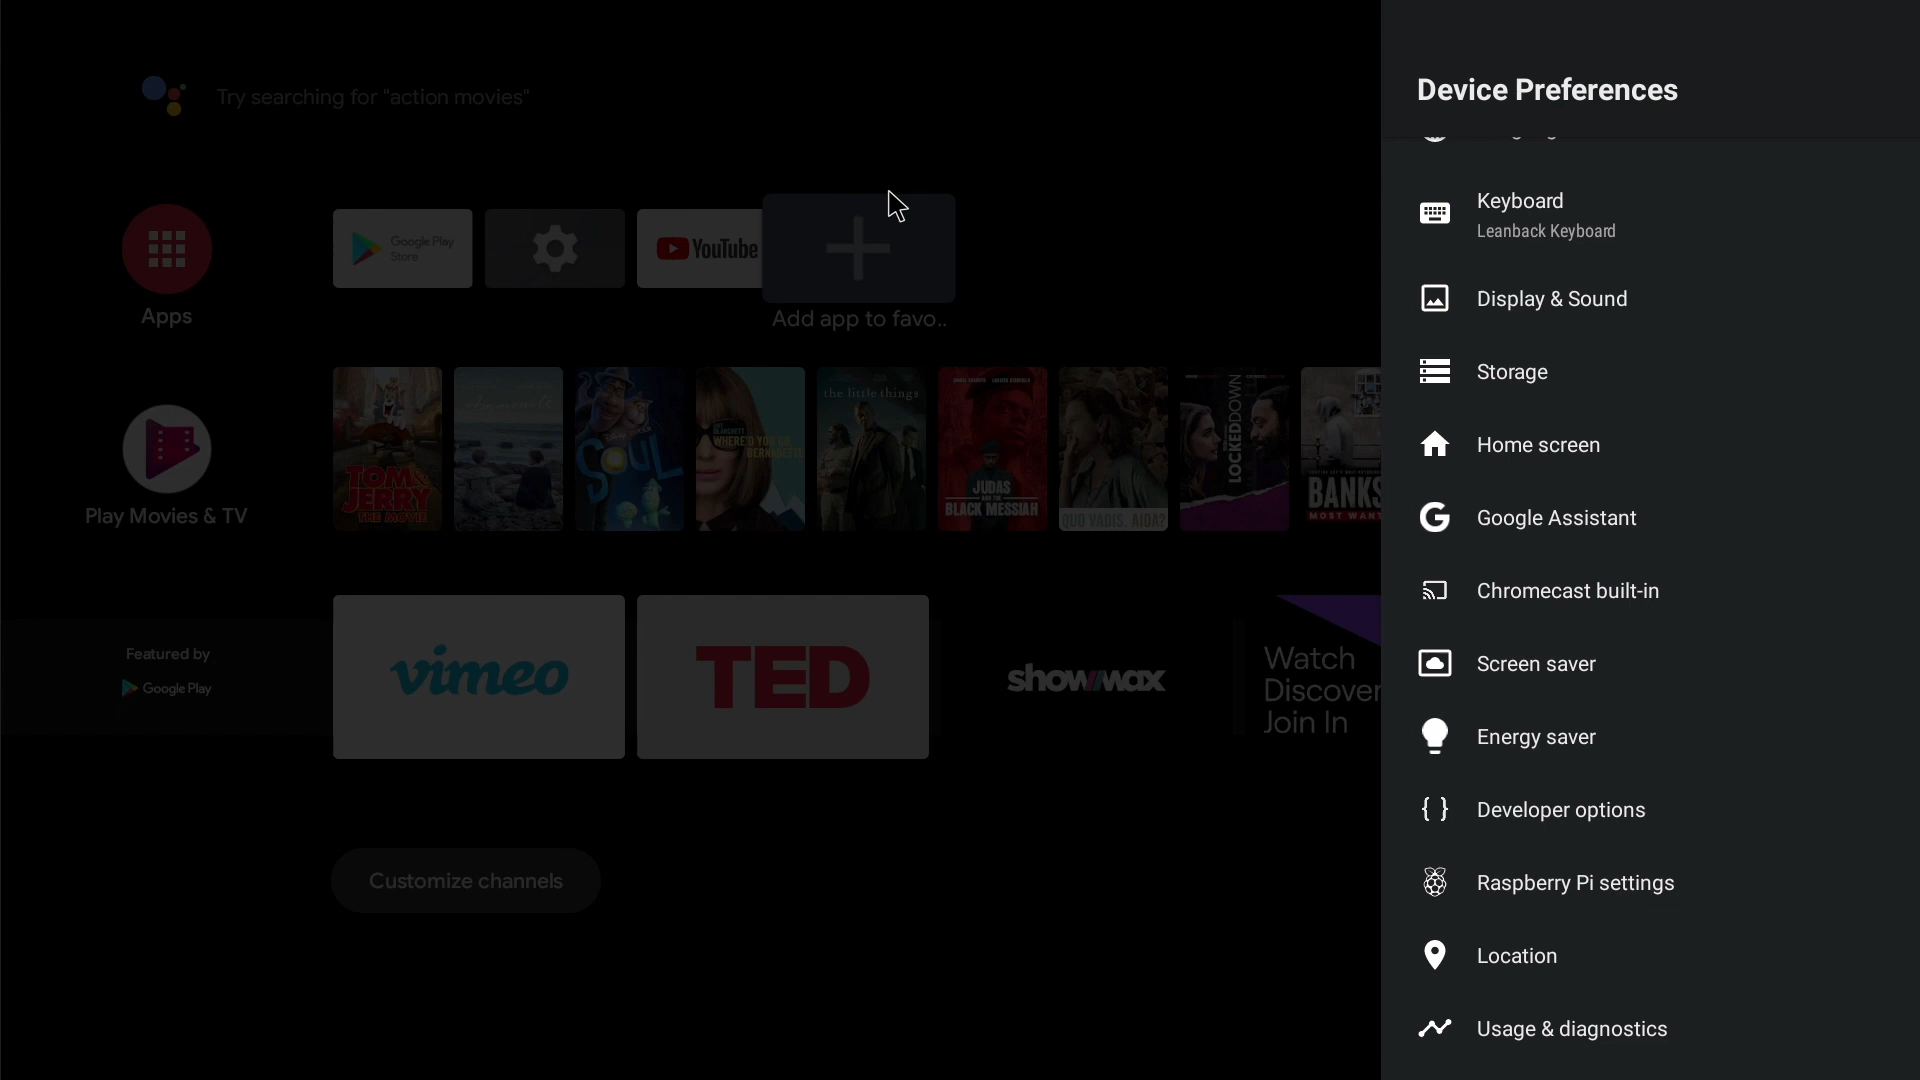 Try searching for "action movies"
Google Play
Store
YouTube
Add app to favo..
Apps
TOM
JERRY
THE MOVIE
SOUL
CATE
BLANCHETT
WHERE'D YOU GO,
BERNADETTE
the little things
JUDAS
AND THE
BLACK MESSIAH
QUO VADIS, AIDA?
LOCKED DOWN
BANKS
MOST WANT
Play Movies & TV
Featured by
Google Play
vimeo
TED
showmax
Watch
Discover
Join In
Customize channels
Device Preferences
Keyboard
Leanback Keyboard
Display & Sound
Storage
Home screen
Google Assistant
Chromecast built-in
Screen saver
Energy saver
Developer options
Raspberry Pi settings
Location
Usage & diagnostics